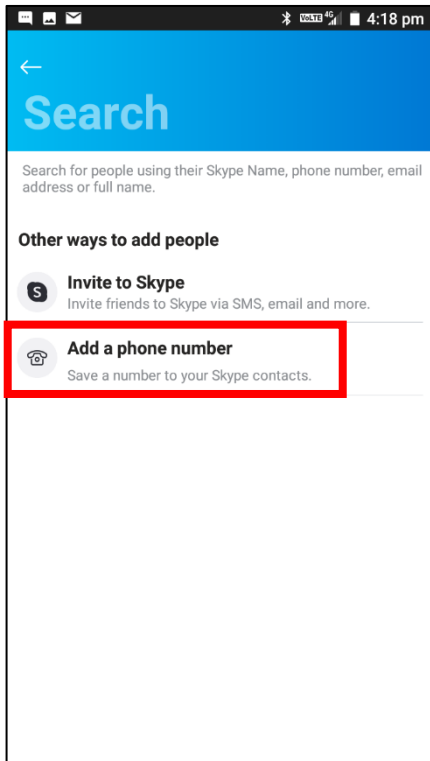 VoLTE 4G 4:18 pm
Search
Search for people using their Skype Name, phone number, email
address or full name.
Other ways to add people
Invite to Skype
Invite friends to Skype via SMS, email and more.
Add a phone number
Save a number to your Skype contacts.